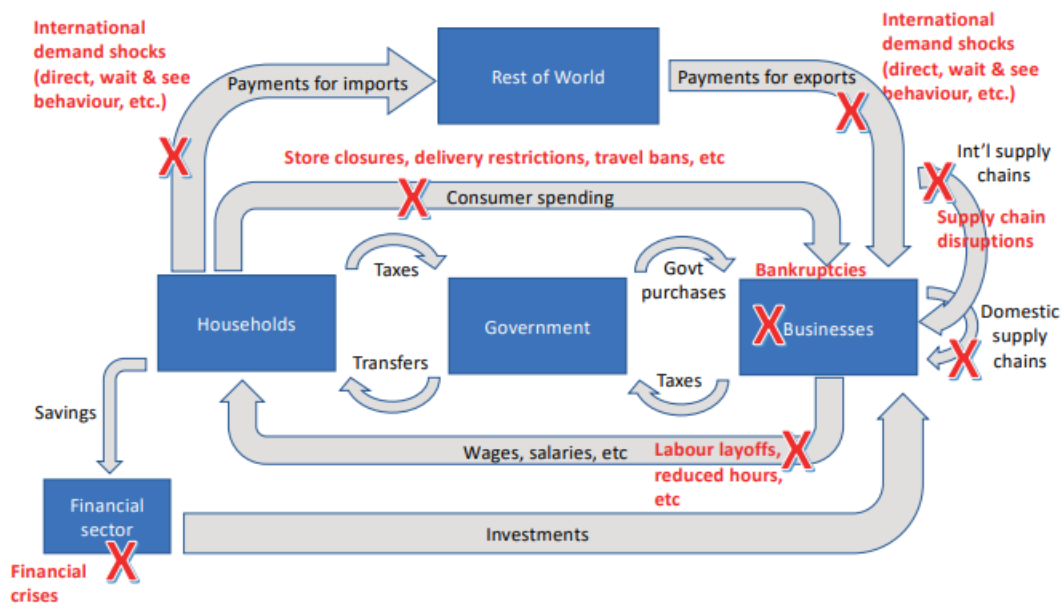 International
demand shocks
(direct, wait & see
behaviour, etc.)
Payments for imports
Rest of World
Payments for exports
International
demand shocks
(direct, wait & see
behaviour, etc.)
Store closures, delivery restrictions, travel bans, etc
Consumer spending
Int'l supply
chains
Supply chain
disruptions
Taxes
Govt
purchases
Bankruptcies
Households
Government
Businesses
Domestic
supply
chains
Transfers
Taxes
Savings
Wages, salaries, etc
Labour layoffs,
reduced hours,
etc
Financial
sector
Investments
Financial
crises